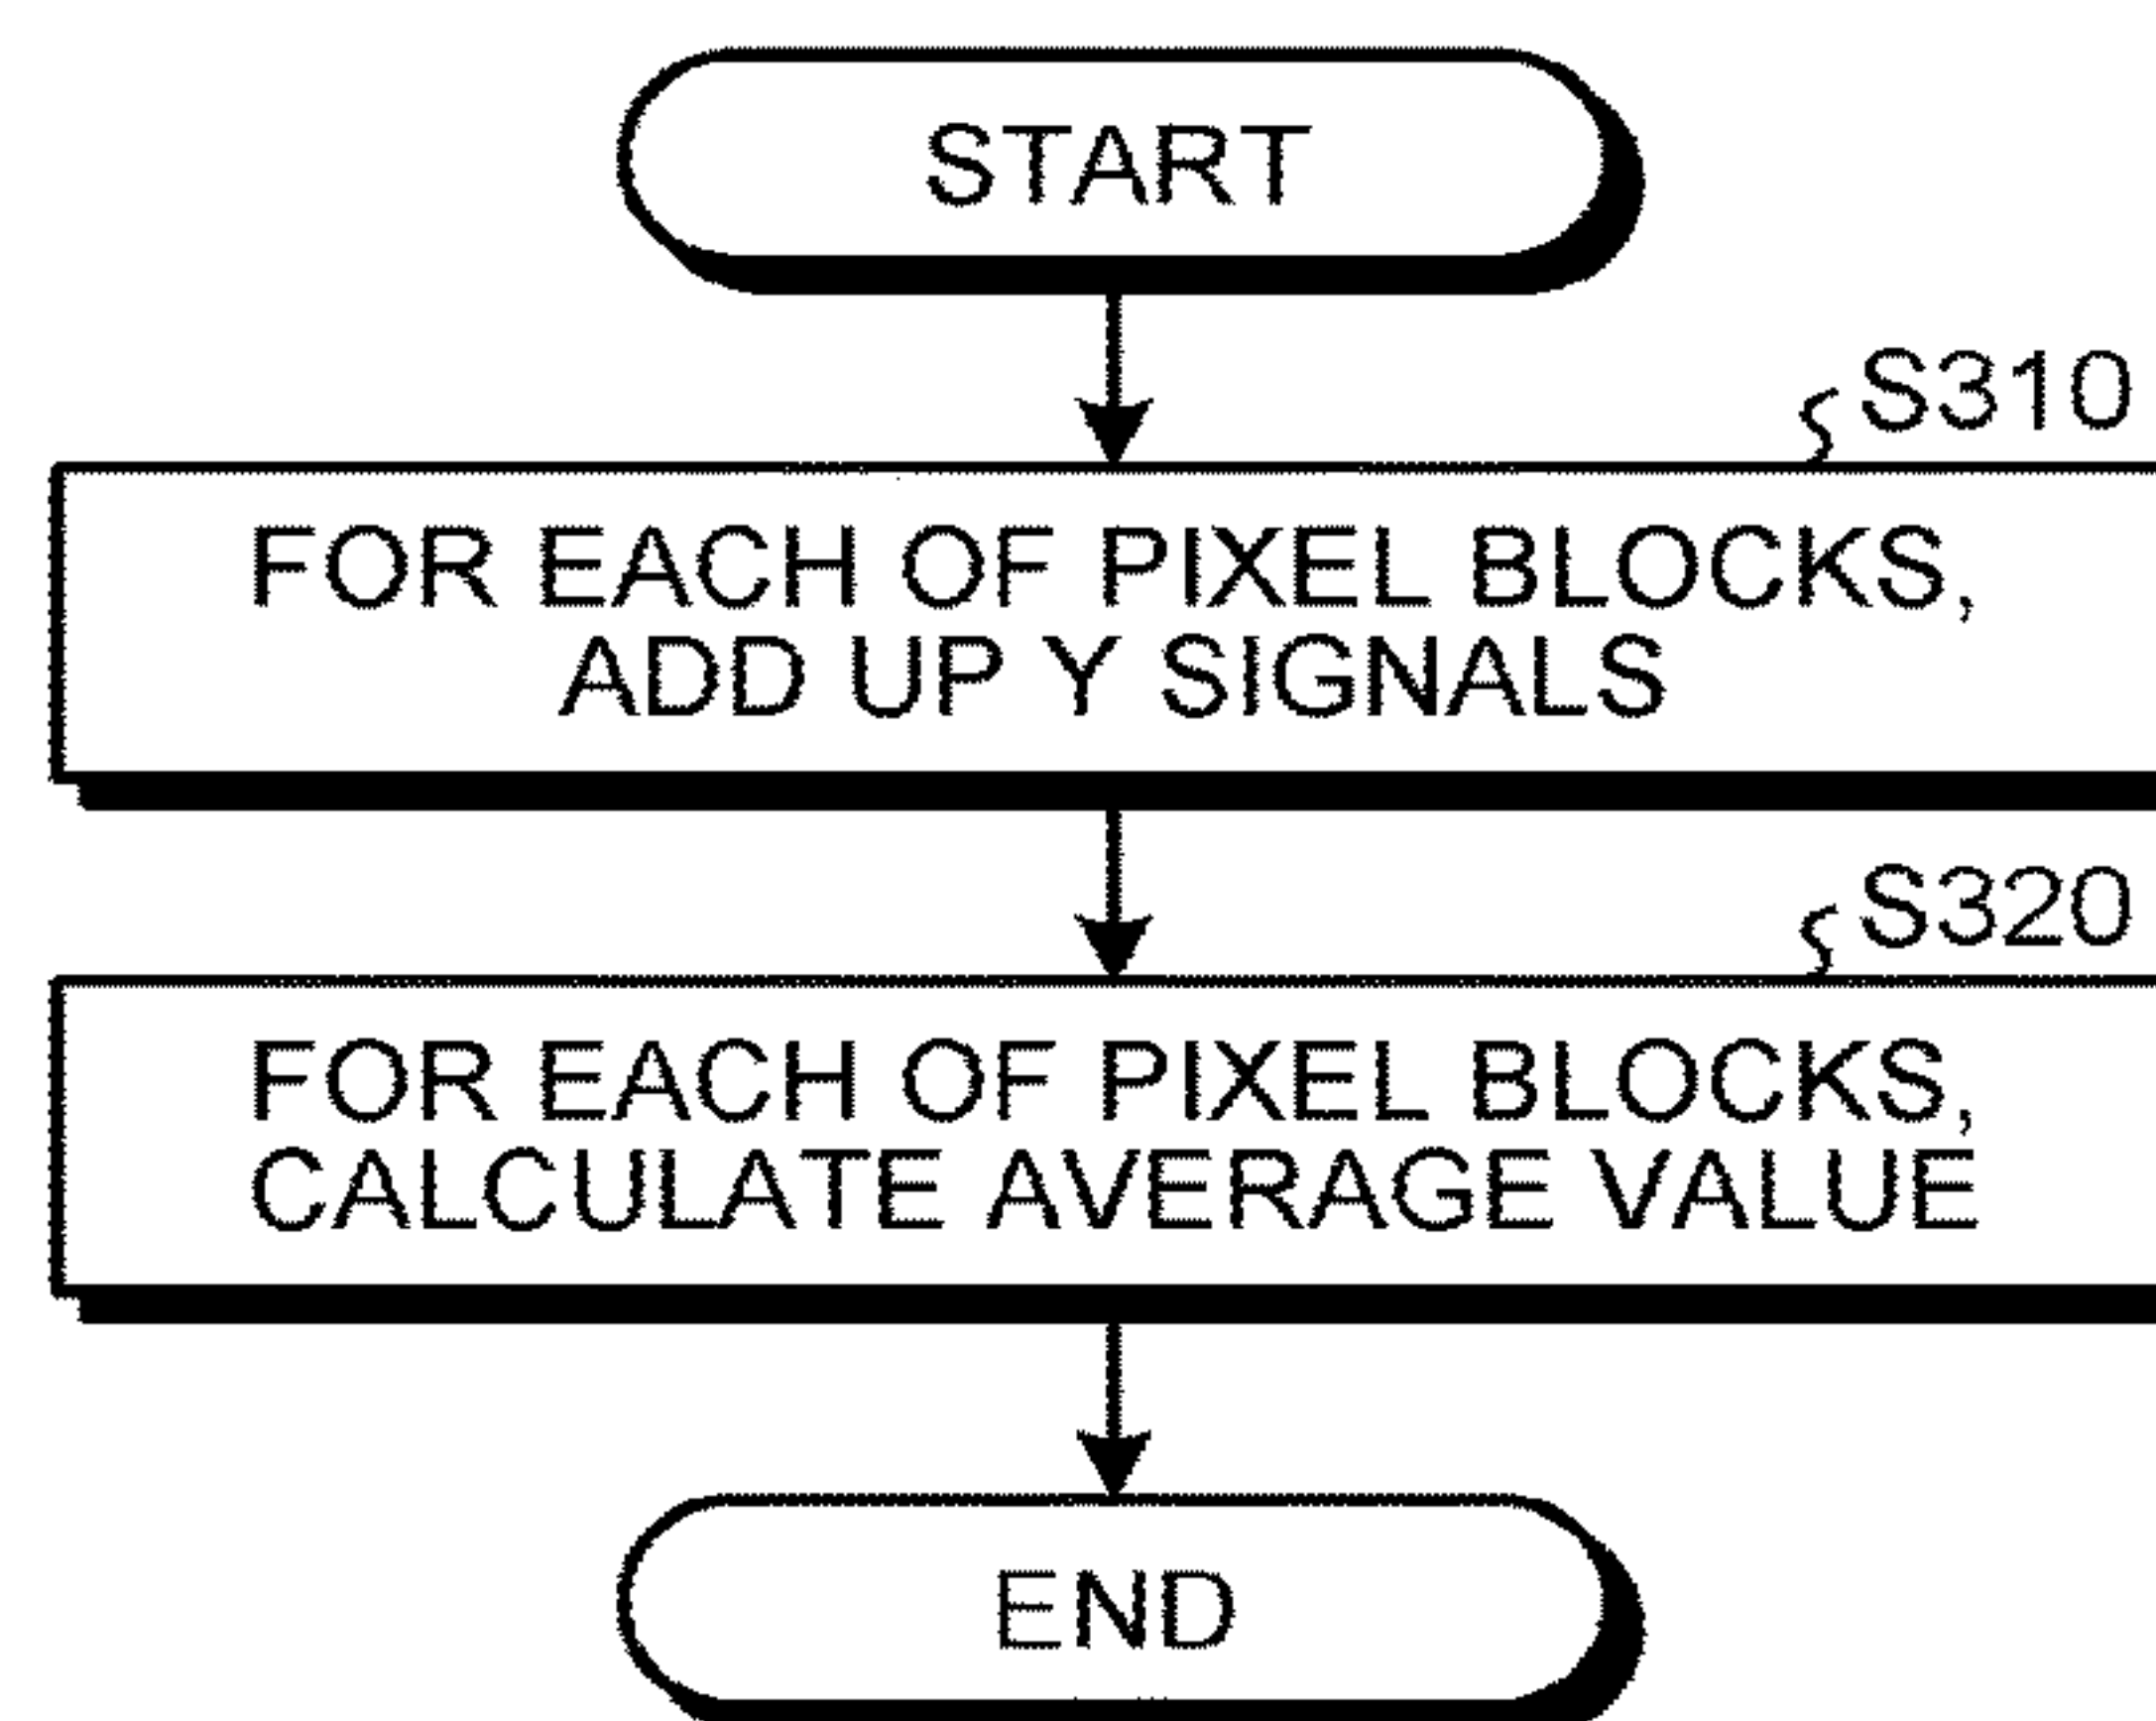 START
S310
FOR EACH OF PIXEL BLOCKS,
ADD UP Y SIGNALS
S320
FOR EACH OF PIXEL BLOCKS,
CALCULATE AVERAGE VALUE
END